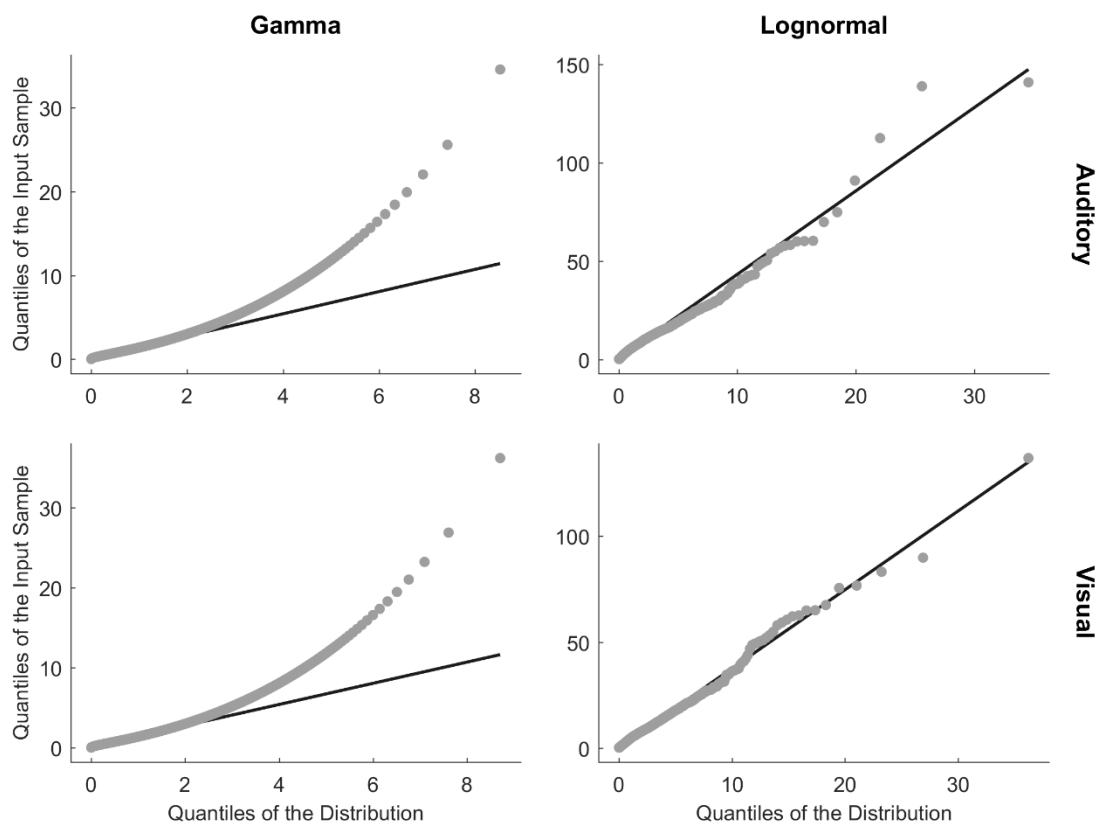 Gamma
Lognormal
Quantiles of the Input Sample
30
20
10
0
0 2 4 6 8
150
100
50
0
0 10 20 30
Auditory
Quantiles of the Input Sample
30
20
10
0
0 2 4 6 8
Quantiles of the Distribution
100
50
0
0 10 20 30
Quantiles of the Distribution
Visual